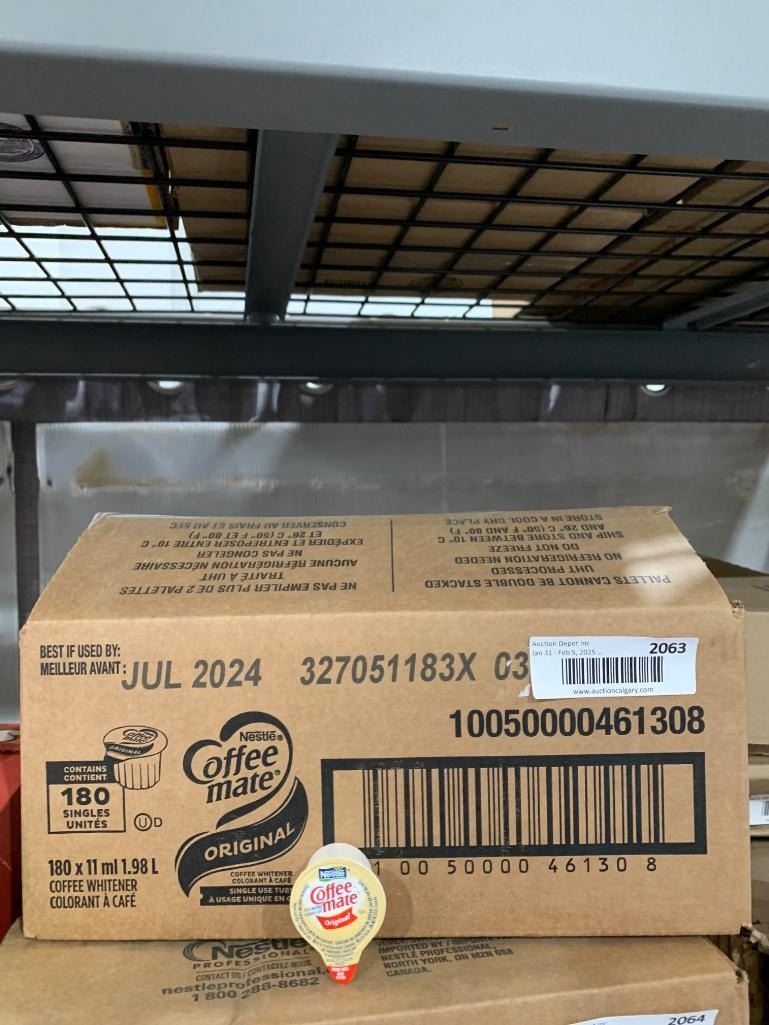 NE PAS EMPILER PLUS DE 2 PALETTES
TRAITÉ A UHT
AUCUNE RÉFRIGÉRATION NÉCESSAIRE
NE PAS CONGELER
EXPÉDIER ET ENTREPOSER ENTRE 10° C
ET 26° C (50° F ET 80° F)
CONSERVER AU FRAIS ET AU SEC
PALLETS CANNOT BE DOUBLE STACKED
UHT PROCESSED
NO REFRIGERATION NEEDED
DO NOT FREEZE
SHIP AND STORE BETWEEN 10° C
AND 26° C (50° F AND 80° F)
STORE IN A COOL DRY PLACE
BEST IF USED BY:
MEILLEUR AVANT:
JUL 2024 327051183X 03
Auction Depot Inc
Jan 31 - Feb 5, 2025 ...
2063
www.auctioncalgary.com
10050000461308
Coffee
mate
ORIGINAL
CONTAINS
CONTIENT
180
SINGLES
UNITÉS
UD
Nestlé®
Coffee
mate®
ORIGINAL
COFFEE WHITENER
COLORANT À CAFÉ
SINGLE USE TUBS
À USAGE UNIQUE EN
180 x 11 ml 1.98 L
COFFEE WHITENER
COLORANT À CAFÉ
1 00 50000 46130 8
Nestlé
Coffee
mate
Original
Nestlé
PROFESSIONAL
CONTACT US / CONTACTEZ-NOUS
nestleprofessional.
1 800 288-8682
IMPORTED BY /
NESTLÉ PROFESSIONAL,
NORTH YORK, ON M2N 6S8
CANADA.
2064